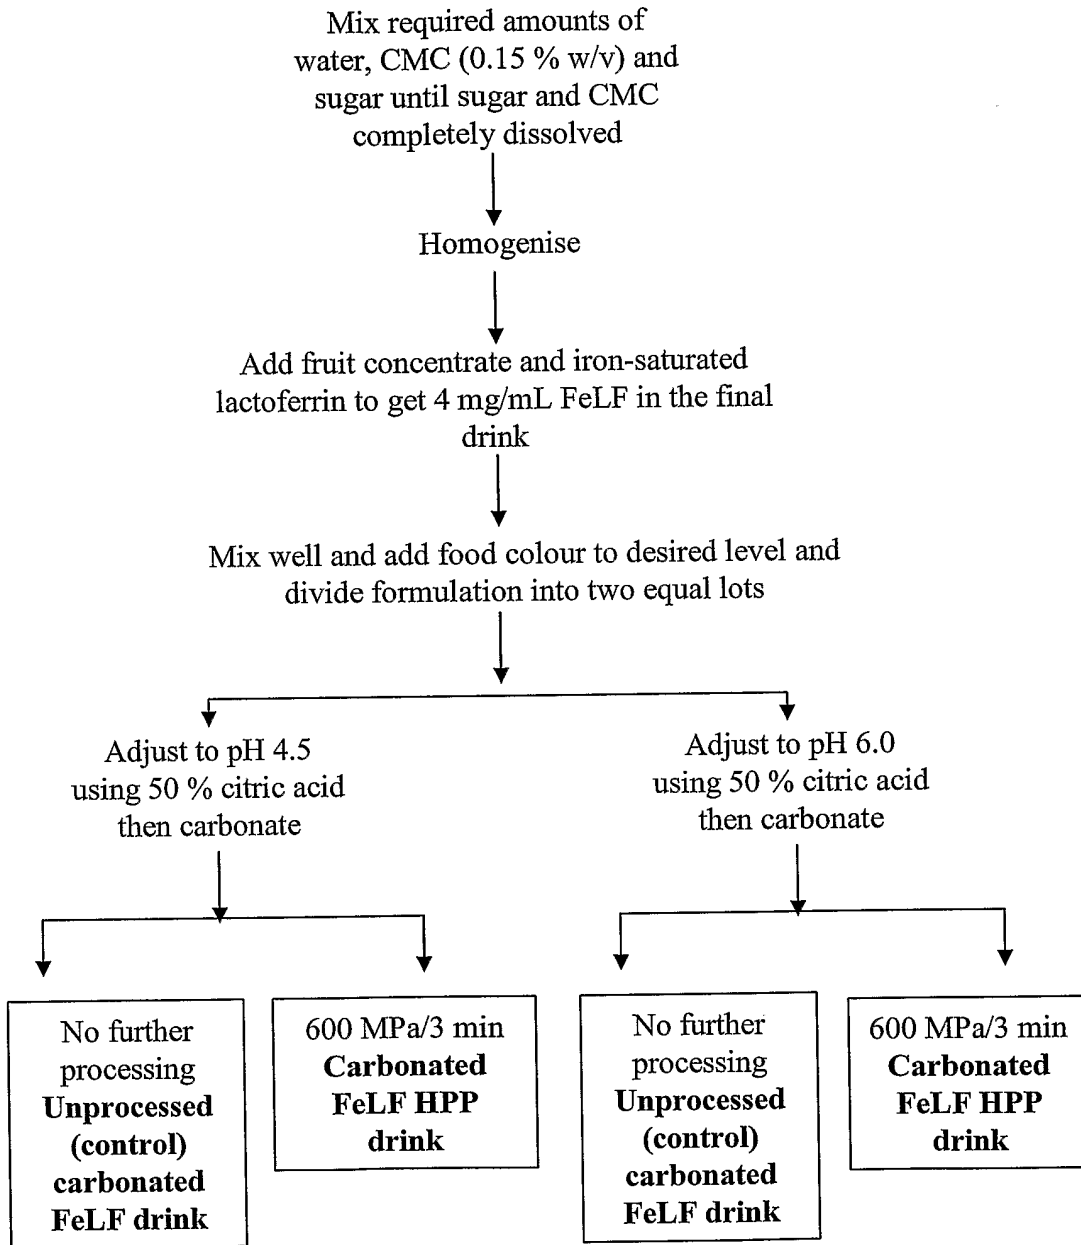 Mix required amounts of
water, CMC (0.15 % w/v) and
sugar until sugar and CMC
completely dissolved
Homogenise
Add fruit concentrate and iron-saturated
lactoferrin to get 4 mg/mL FeLF in the final
drink
Mix well and add food colour to desired level and
divide formulation into two equal lots
Adjust to pH 4.5
using 50 % citric acid
then carbonate
Adjust to pH 6.0
using 50 % citric acid
then carbonate
No further
processing
Unprocessed
(control)
carbonated
FeLF drink
600 MPa/3 min
Carbonated
FeLF HPP
drink
No further
processing
Unprocessed
(control)
carbonated
FeLF drink
600 MPa/3 min
Carbonated
FeLF HPP
drink